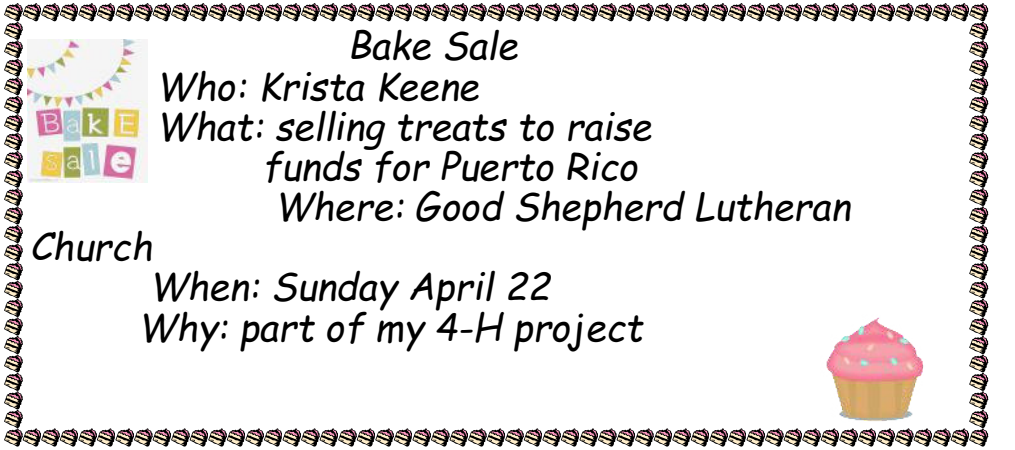 Bake Sale
Who: Krista Keene
BaKE
sale
What: selling treats to raise
funds for Puerto Rico
Where: Good Shepherd Lutheran
Church
When: Sunday April 22
Why: part of my 4-H project